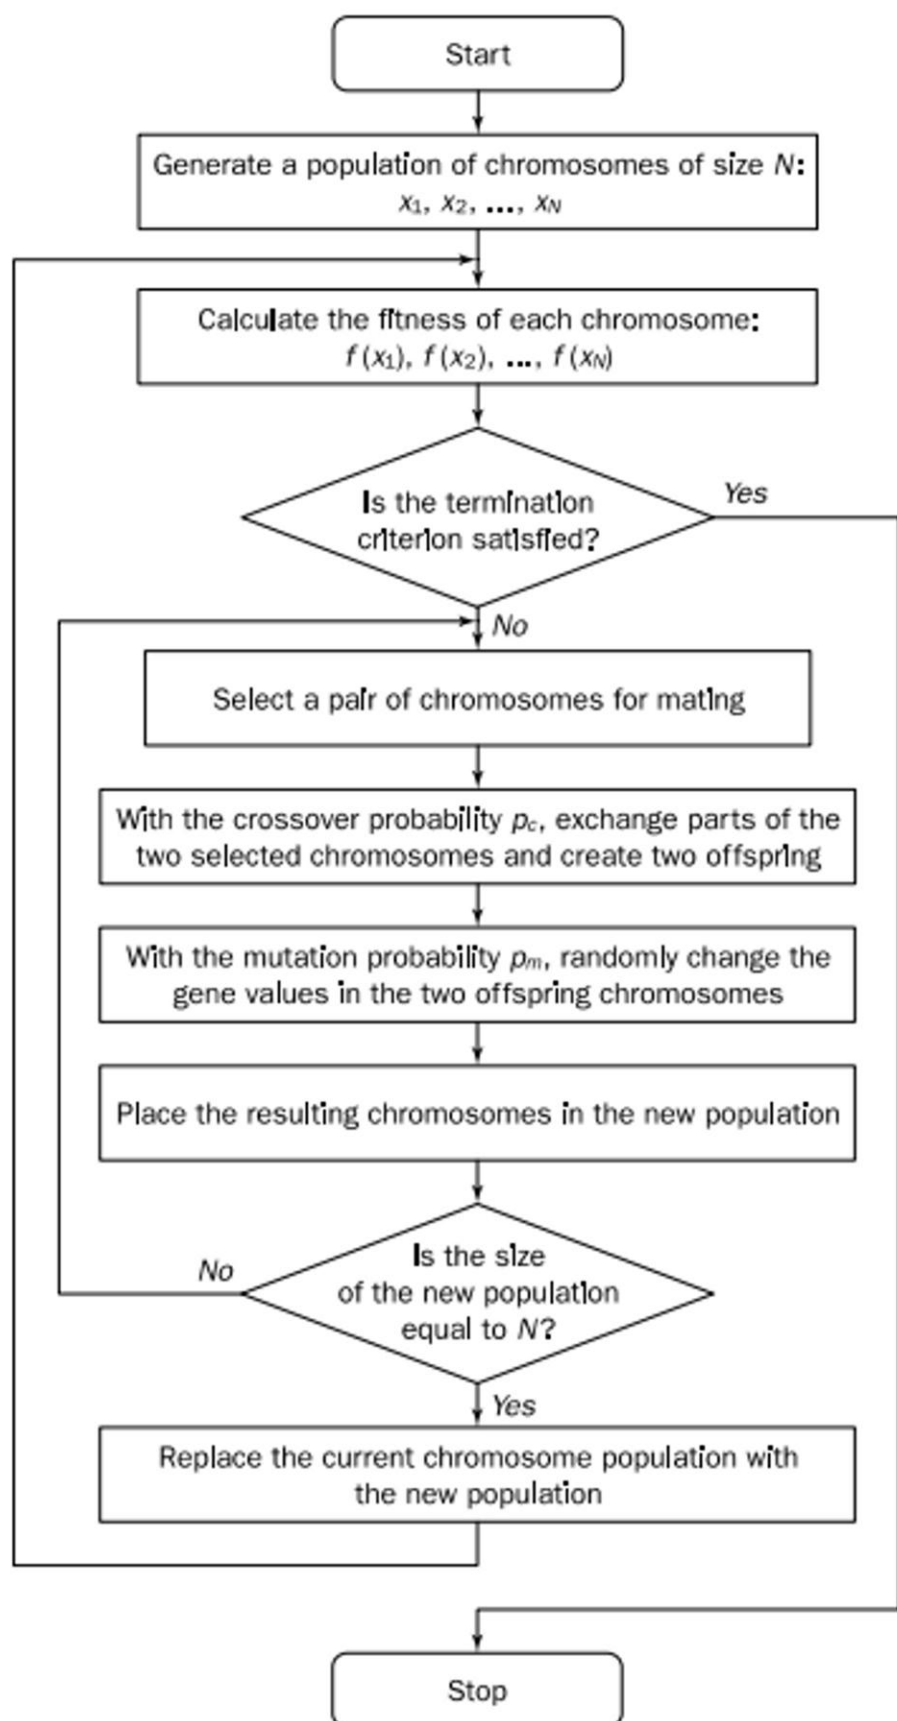 Start
Generate a population of chromosomes of size N:
x₁, x₂, ..., x_N
Calculate the fitness of each chromosome:
f(x₁), f(x₂), ..., f(x_N)
Is the termination
criterion satisfied?
Yes
No
Select a pair of chromosomes for mating
With the crossover probability p_c, exchange parts of the
two selected chromosomes and create two offspring
With the mutation probability p_m, randomly change the
gene values in the two offspring chromosomes
Place the resulting chromosomes in the new population
Is the size
of the new population
equal to N?
No
Yes
Replace the current chromosome population with
the new population
Stop